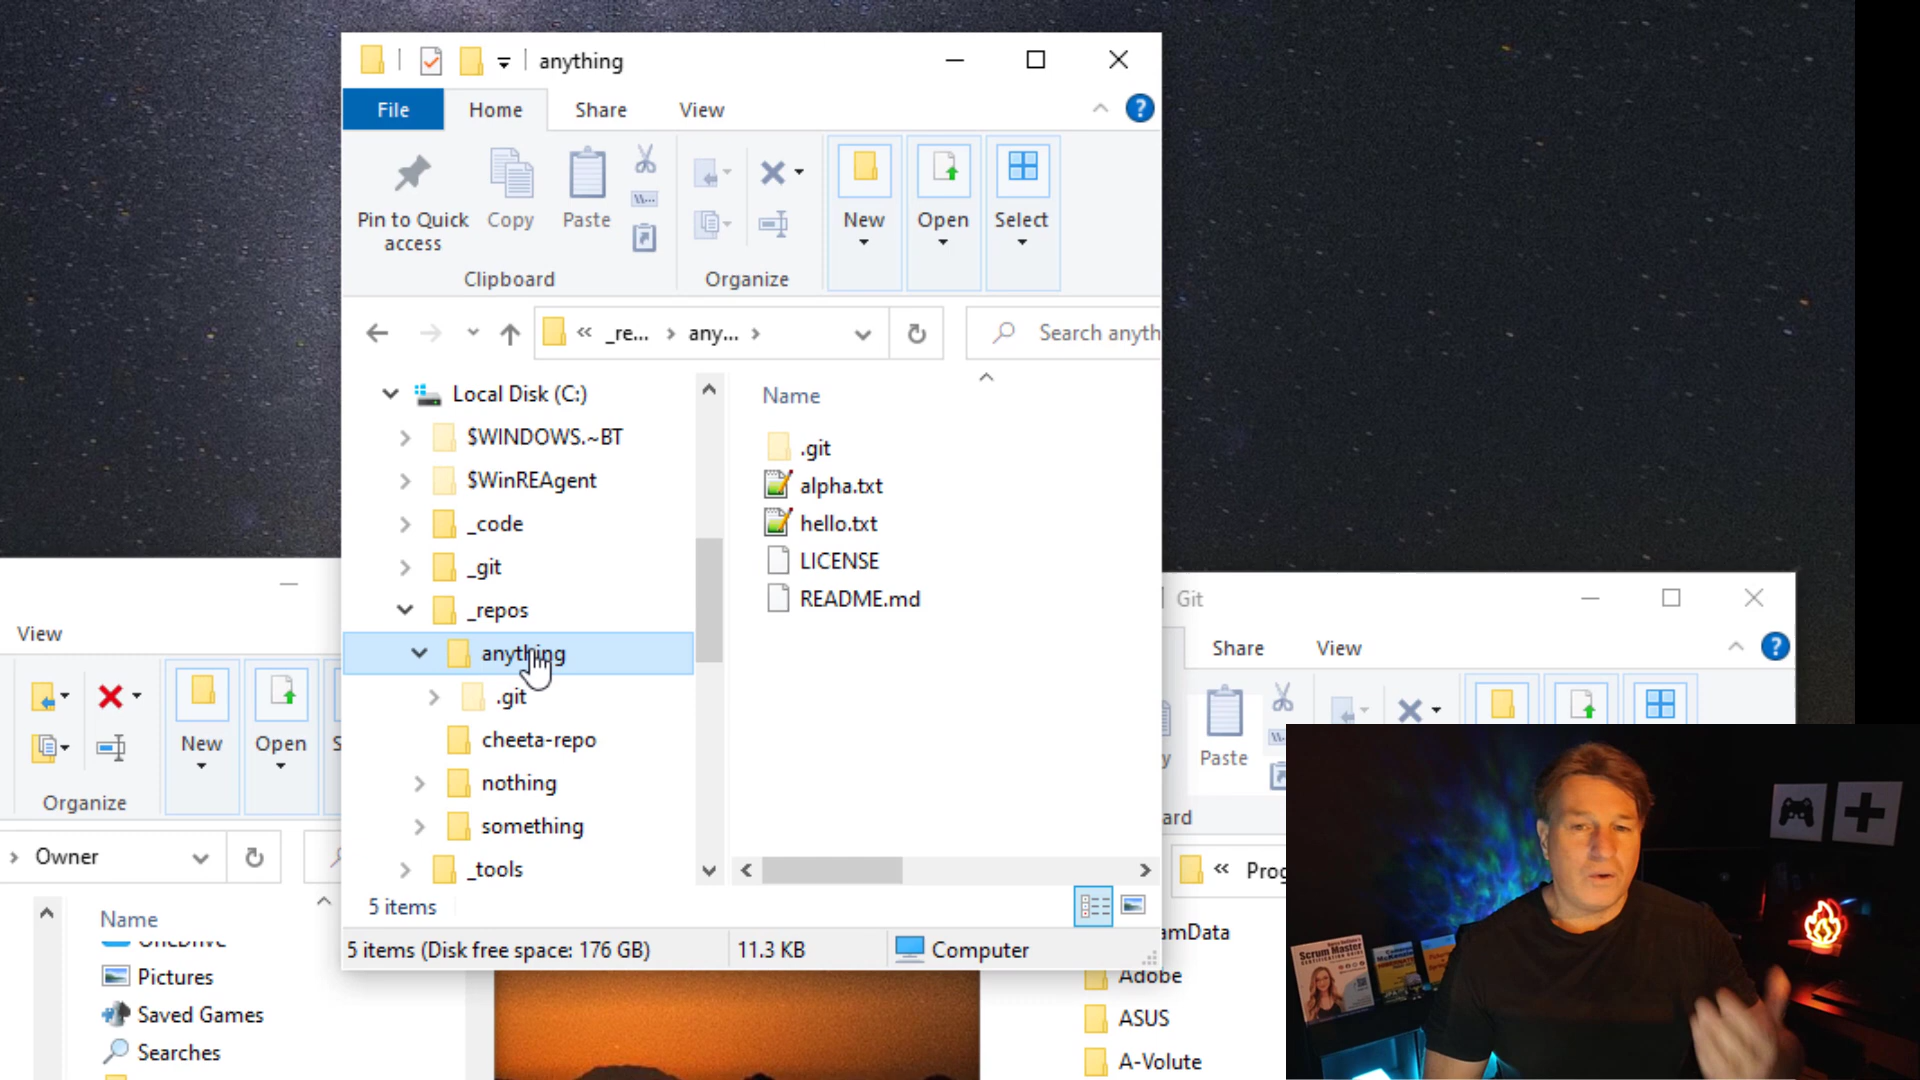 anything
File
Home
Share
View
Pin to Quick
access
Copy
Paste
New
Open
Select
Clipboard
Organize
« _re... > any... >
Search anyth
Local Disk (C:)
$WINDOWS.~BT
$WinREAgent
_code
_git
_repos
anything
.git
cheeta-repo
nothing
something
_tools
Name
.git
alpha.txt
hello.txt
LICENSE
README.md
5 items
5 items (Disk free space: 176 GB)
11.3 KB
Computer
View
New
Open
S
Organize
> Owner
Name
OneDrive
Pictures
Saved Games
Searches
Git
Share
View
y
Paste
ard
« Prog
amData
Adobe
ASUS
A-Volute
Scrum Master